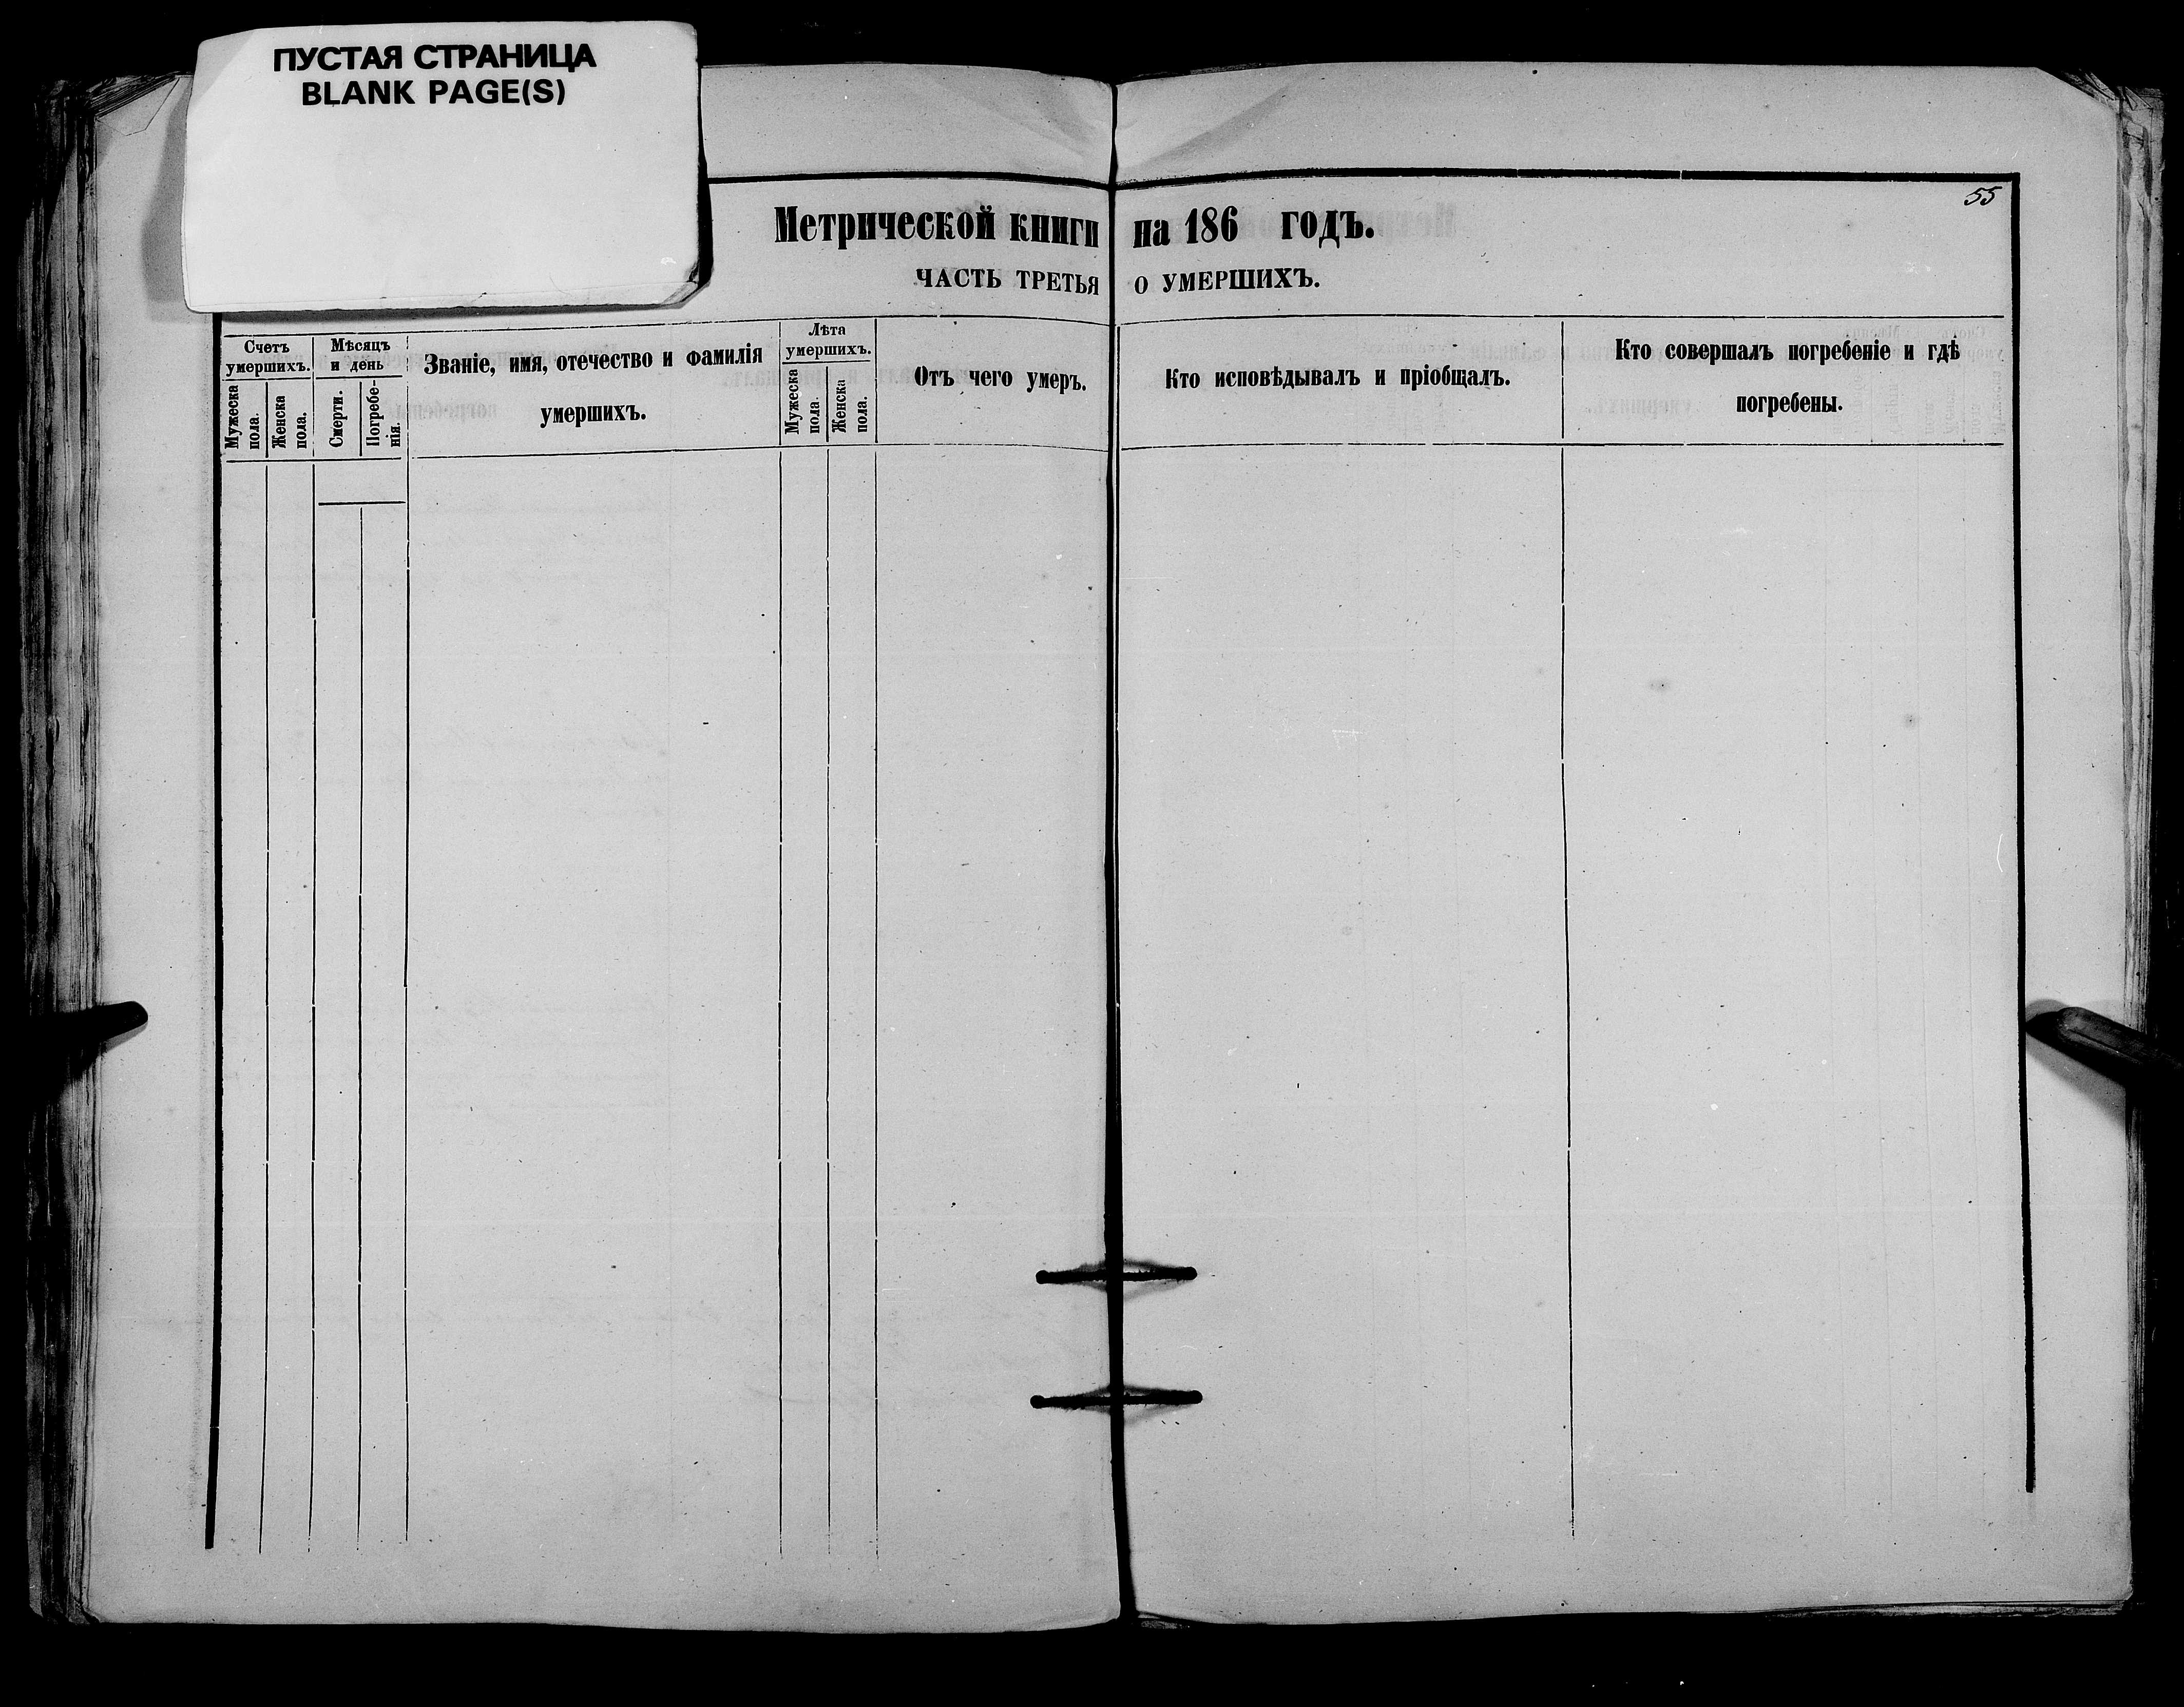 ПУСТАЯ СТРАНИЦА
BLANK PAGE(S)
55
Метрической книги на 186 годъ.
ЧАСТЬ ТРЕТЬЯ О УМЕРШИХЪ.
Счетъ умершихъ.
Мужеска пола.
Женска пола.
Мѣсяцъ и день
Смерти.
Погребенія.
Званіе, имя, отечество и фамилія
умершихъ.
Лѣта умершихъ.
Мужеска пола.
Женска пола.
Отъ чего умеръ.
Кто исповѣдывалъ и пріобщалъ.
Кто совершалъ погребеніе и гдѣ
погребены.